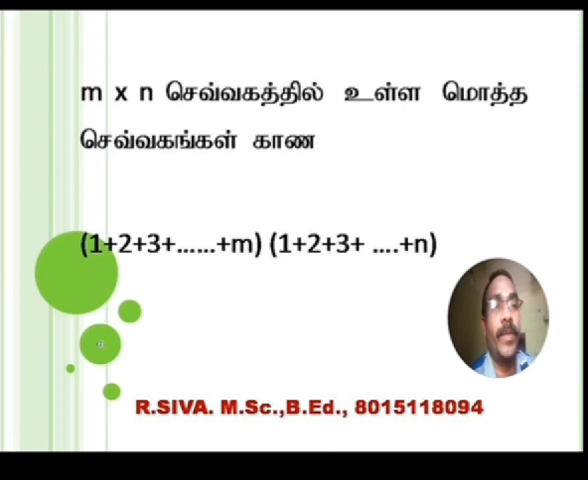 m x n செவ்வகத்தில் உள்ள மொத்த
செவ்வகங்கள் காண
(1+2+3+......+m) (1+2+3+ ....+n)
R.SIVA. M.Sc.,B.Ed., 8015118094